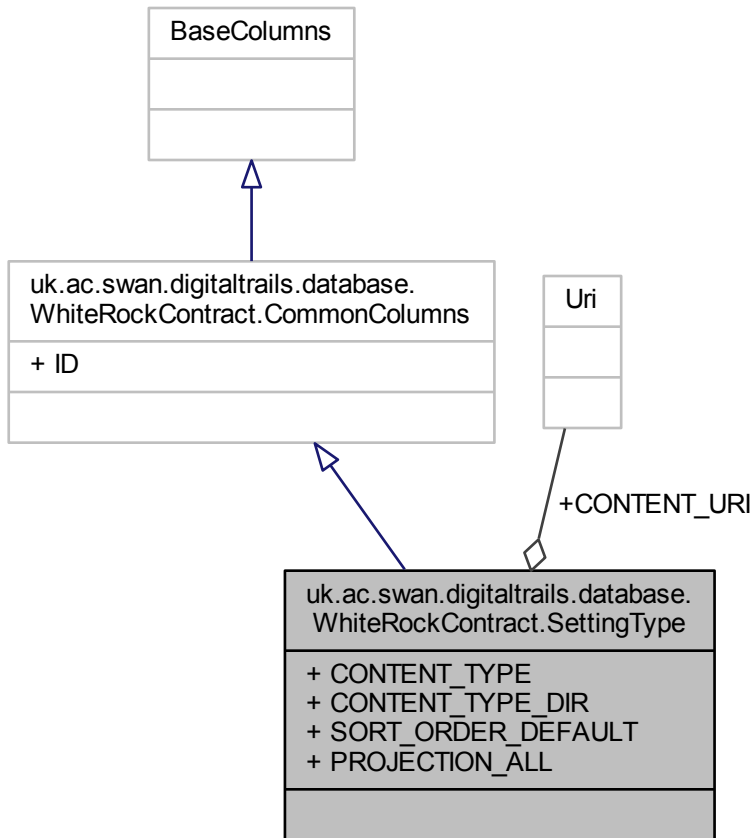 BaseColumns
uk.ac.swan.digitaltrails.database.
WhiteRockContract.CommonColumns
+ ID
Uri
+CONTENT_URI
uk.ac.swan.digitaltrails.database.
WhiteRockContract.SettingType
+ CONTENT_TYPE
+ CONTENT_TYPE_DIR
+ SORT_ORDER_DEFAULT
+ PROJECTION_ALL